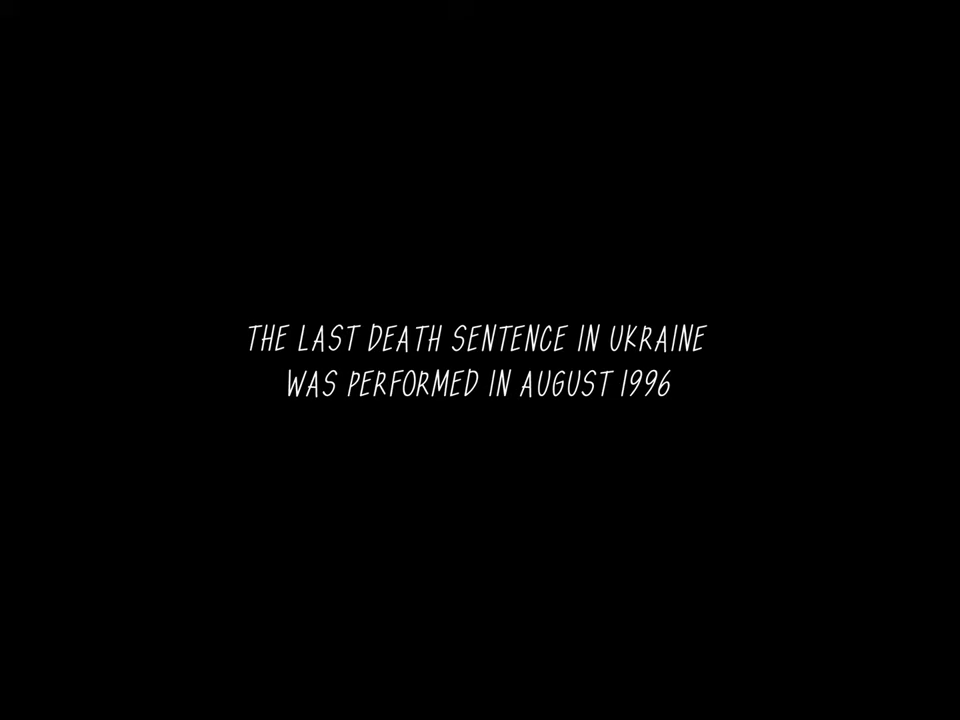 THE LAST DEATH SENTENCE IN UKRAINE
WAS PERFORMED IN AUGUST 1996